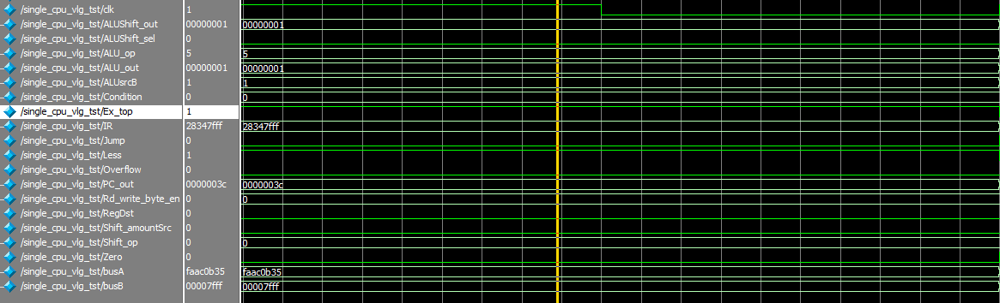 /single_cpu_vlg_tst/clk 1
/single_cpu_vlg_tst/ALUShift_out 00000001 00000001
/single_cpu_vlg_tst/ALUShift_sel 0
/single_cpu_vlg_tst/ALU_op 5 5
/single_cpu_vlg_tst/ALU_out 00000001 00000001
/single_cpu_vlg_tst/ALUsrcB 1 1
/single_cpu_vlg_tst/Condition 0 0
/single_cpu_vlg_tst/Ex_top 1
/single_cpu_vlg_tst/IR 28347fff 28347fff
/single_cpu_vlg_tst/Jump 0
/single_cpu_vlg_tst/Less 1
/single_cpu_vlg_tst/Overflow 0
/single_cpu_vlg_tst/PC_out 0000003c 0000003c
/single_cpu_vlg_tst/Rd_write_byte_en 0 0
/single_cpu_vlg_tst/RegDst 0
/single_cpu_vlg_tst/Shift_amountSrc 0
/single_cpu_vlg_tst/Shift_op 0 0
/single_cpu_vlg_tst/Zero 0
/single_cpu_vlg_tst/busA faac0b35 faac0b35
/single_cpu_vlg_tst/busB 00007fff 00007fff